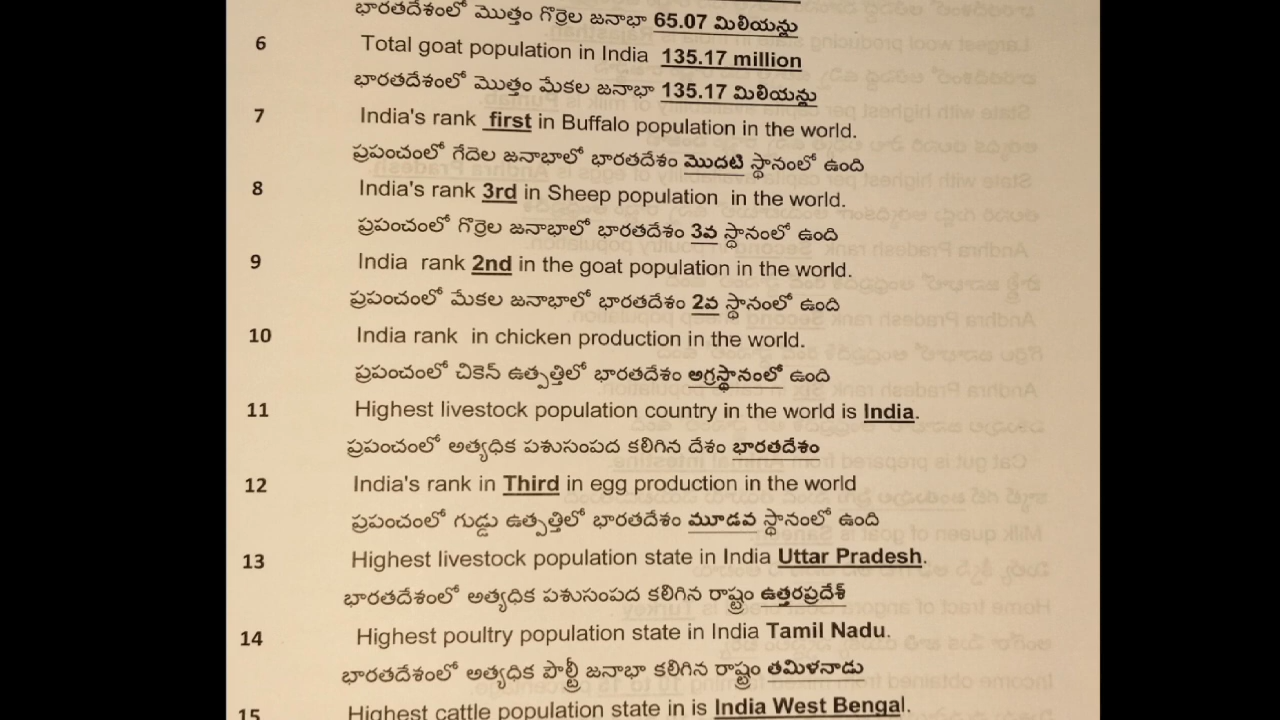 భారతదేశంలో మొత్తం గొర్రెల జనాభా 65.07 మిలియన్లు
6 Total goat population in India 135.17 million
భారతదేశంలో మొత్తం మేకల జనాభా 135.17 మిలియన్లు
7 India's rank first in Buffalo population in the world.
ప్రపంచంలో గేదెల జనాభాలో భారతదేశం మొదటి స్థానంలో ఉంది
8 India's rank 3rd in Sheep population in the world.
ప్రపంచంలో గొర్రెల జనాభాలో భారతదేశం 3వ స్థానంలో ఉంది
9 India rank 2nd in the goat population in the world.
ప్రపంచంలో మేకల జనాభాలో భారతదేశం 2వ స్థానంలో ఉంది
10 India rank in chicken production in the world.
ప్రపంచంలో చికెన్ ఉత్పత్తిలో భారతదేశం అగ్రస్థానంలో ఉంది
11 Highest livestock population country in the world is India.
ప్రపంచంలో అత్యధిక పశుసంపద కలిగిన దేశం భారతదేశం
12 India's rank in Third in egg production in the world
ప్రపంచంలో గుడ్డు ఉత్పత్తిలో భారతదేశం మూడవ స్థానంలో ఉంది
13 Highest livestock population state in India Uttar Pradesh.
భారతదేశంలో అత్యధిక పశుసంపద కలిగిన రాష్ట్రం ఉత్తరప్రదేశ్
14 Highest poultry population state in India Tamil Nadu.
భారతదేశంలో అత్యధిక పౌల్ట్రీ జనాభా కలిగిన రాష్ట్రం తమిళనాడు
15 Highest cattle population state in is India West Bengal.